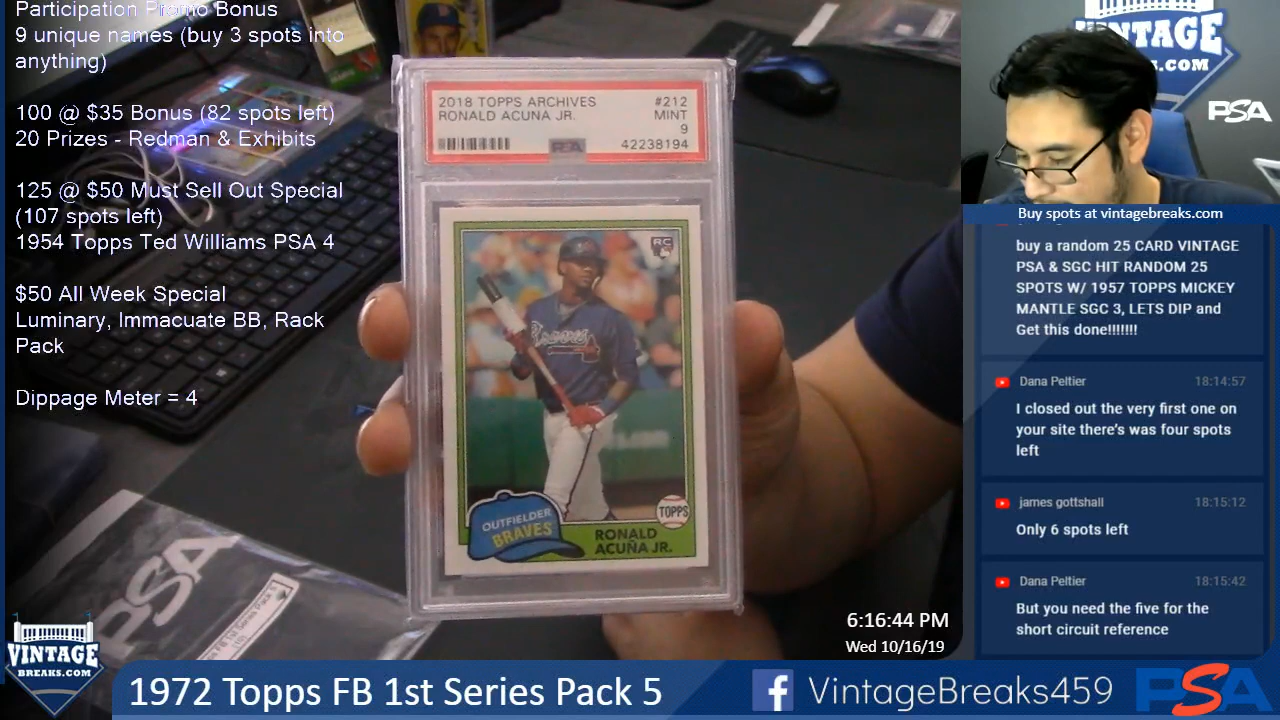 Participation Promo Bonus
9 unique names (buy 3 spots into
anything)
100 @ $35 Bonus (82 spots left)
20 Prizes - Redman & Exhibits
125 @ $50 Must Sell Out Special
(107 spots left)
1954 Topps Ted Williams PSA 4
$50 All Week Special
Luminary, Immacuate BB, Rack
Pack
Dippage Meter = 4
2018 TOPPS ARCHIVES #212
RONALD ACUNA JR. MINT
9
PSA 42238194
RC
Braves
OUTFIELDER
BRAVES
TOPPS
RONALD
ACUÑA JR.
PSA
VINTAGE
BREAKS.COM
6:16:44 PM
Wed 10/16/19
VINTAGE
.COM
PSA
Buy spots at vintagebreaks.com
buy a random 25 CARD VINTAGE
PSA & SGC HIT RANDOM 25
SPOTS W/ 1957 TOPPS MICKEY
MANTLE SGC 3, LETS DIP and
Get this done!!!!!!!
Dana Peltier 18:14:57
I closed out the very first one on
your site there's was four spots
left
james gottshall 18:15:12
Only 6 spots left
Dana Peltier 18:15:42
But you need the five for the
short circuit reference
1972 Topps FB 1st Series Pack 5
f VintageBreaks459
PSA